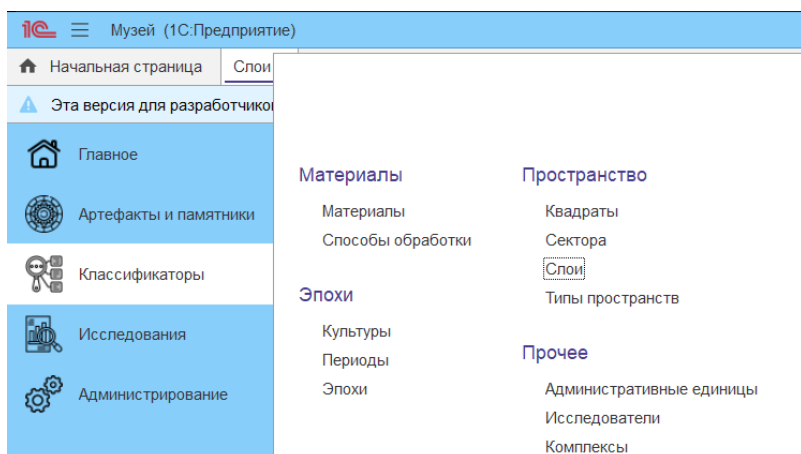 1С Музей (1С:Предприятие)
Начальная страница Слои
Эта версия для разработчико
Главное
Артефакты и памятники
Классификаторы
Исследования
Администрирование
Материалы
Материалы
Способы обработки
Эпохи
Культуры
Периоды
Эпохи
Пространство
Квадраты
Сектора
Слои
Типы пространств
Прочее
Административные единицы
Исследователи
Комплексы